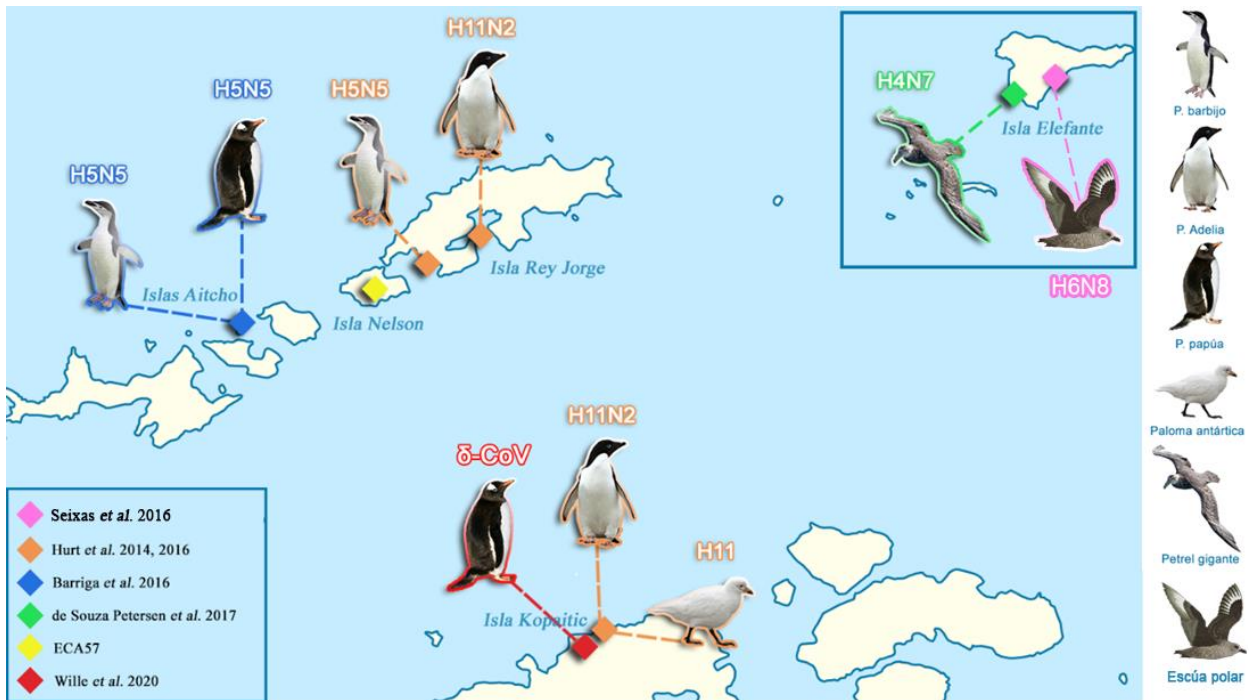 H11N2
H5N5
H5N5
H5N5
H4N7
Isla Elefante
H6N8
Isla Rey Jorge
Islas Aitcho
Isla Nelson
δ-CoV
H11N2
H11
Isla Kopaitic
Seixas et al. 2016
Hurt et al. 2014, 2016
Barriga et al. 2016
de Souza Petersen et al. 2017
ECA57
Wille et al. 2020
P. barbijo
P. Adelia
P. papúa
Paloma antártica
Petrel gigante
Escúa polar